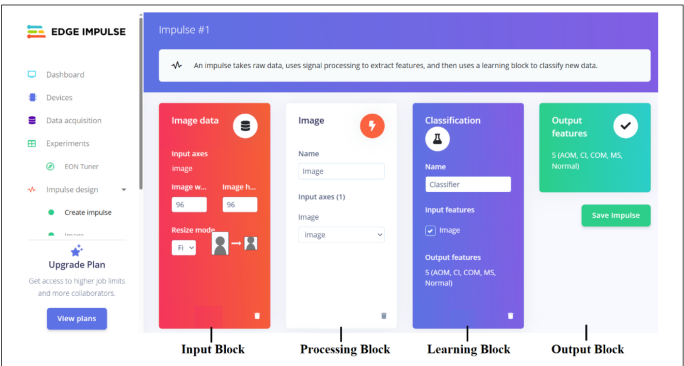 EDGE IMPULSE
Dashboard
Devices
Data acquisition
Experiments
EON Tuner
Impulse design
Create impulse
Image
Upgrade Plan
Get access to higher job limits
and more collaborators.
View plans
Impulse #1
An impulse takes raw data, uses signal processing to extract features, and then uses a learning block to classify new data.
Image data
Input axes
image
Image w...
Image h...
96
96
Resize mode
Fi
Image
Name
Image
Input axes (1)
Image
image
Classification
Name
Classifier
Input features
Image
Output features
5 (AOM, CI, COM, MS,
Normal)
Output
features
5 (AOM, CI, COM, MS,
Normal)
Save Impulse
Input Block
Processing Block
Learning Block
Output Block